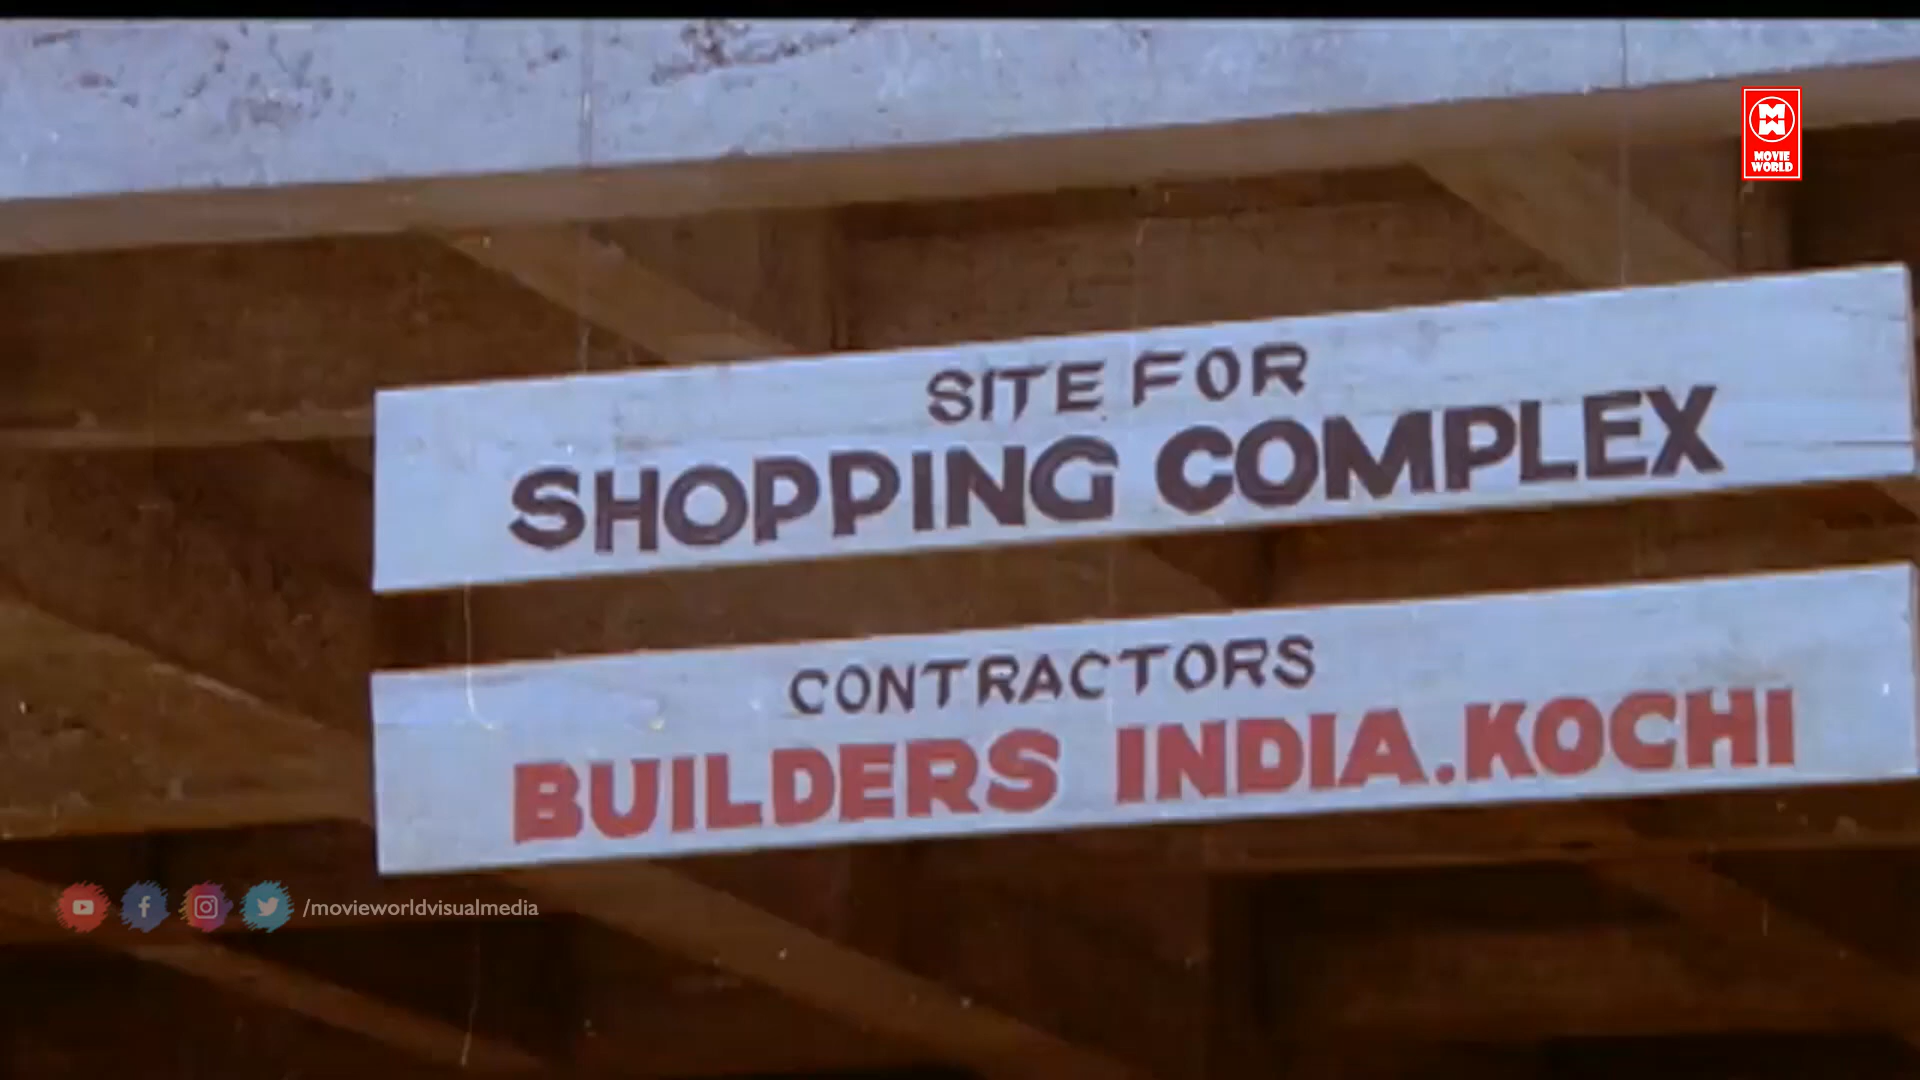 MOVIE
WORLD
SITE FOR
SHOPPING COMPLEX
CONTRACTORS
BUILDERS INDIA.KOCHI
/movieworldvisualmedia